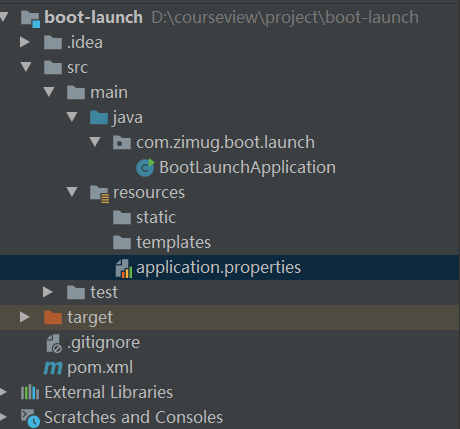 boot-launch D:\courseview\project\boot-launch
.idea
src
main
java
com.zimug.boot.launch
BootLaunchApplication
resources
static
templates
application.properties
test
target
.gitignore
pom.xml
External Libraries
Scratches and Consoles